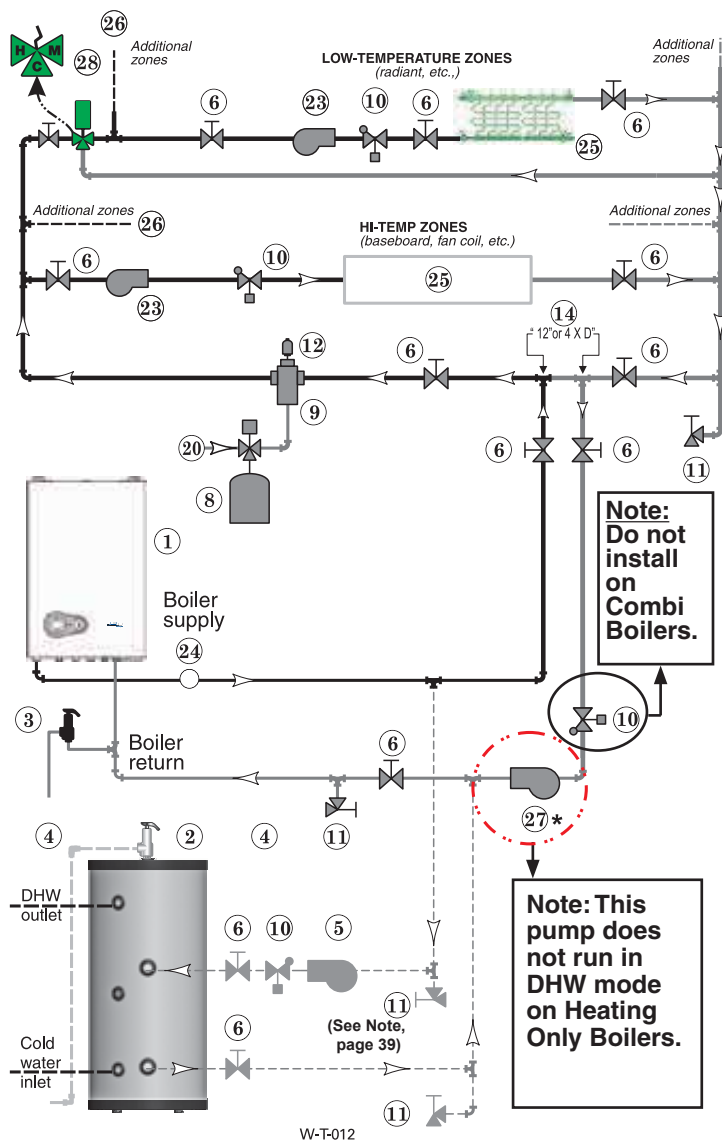 26
Additional
zones
LOW-TEMPERATURE ZONES
(radiant, etc.,)
Additional
zones
H M
C
28
6
23
10
6
6
25
Additional zones
26
HI-TEMP ZONES
(baseboard, fan coil, etc.)
Additional zones
6
23
10
25
6
14
“ 12”or 4 X D”
12
6
6
9
20
8
6
6
11
1
Note:
Do not
install
on
Combi
Boilers.
Boiler
supply
24
3
Boiler
return
6
10
11
27*
4
2
4
DHW
outlet
6
10
5
Note: This
pump does
not run in
DHW mode
on Heating
Only Boilers.
11
6
(See Note,
page 39)
Cold
water
inlet
11
W-T-012